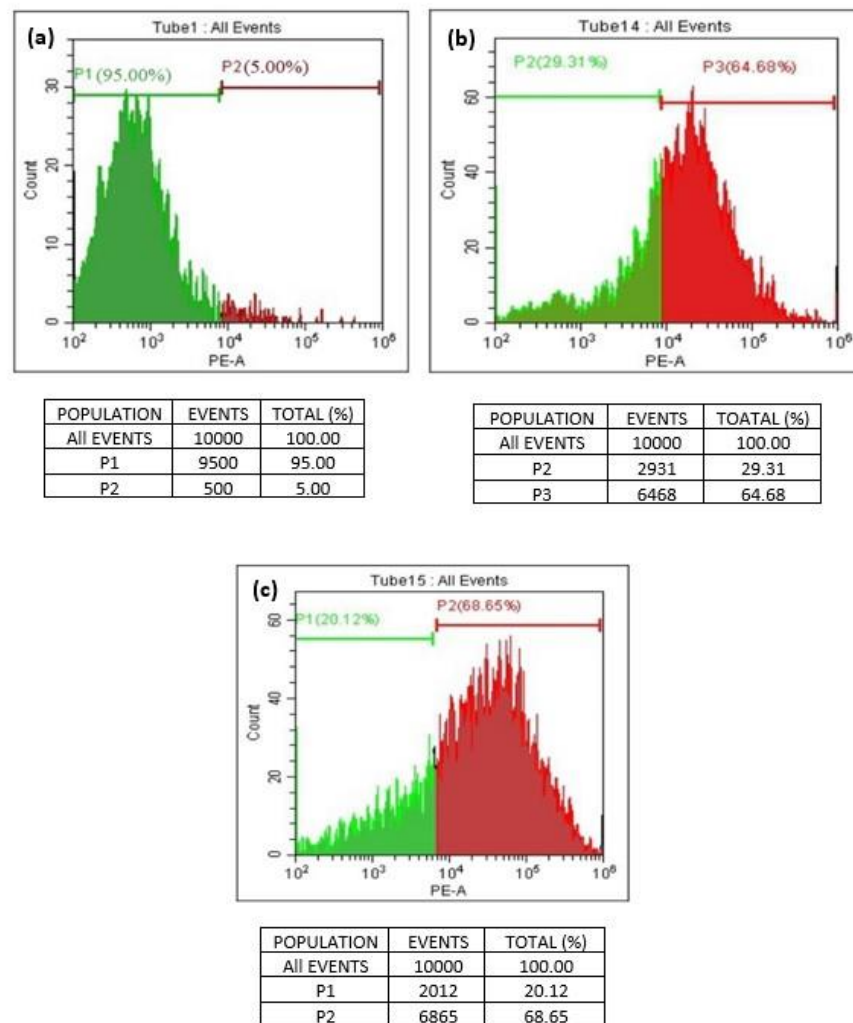 (a)
Tube1 : All Events
P1(95.00%)
P2(5.00%)
30
20
10
0
Count
10² 10³ 10⁴ 10⁵ 10⁶
PE-A
(b)
Tube14 : All Events
P2(29.31%)
P3(64.68%)
60
40
20
0
Count
10² 10³ 10⁴ 10⁵ 10⁶
PE-A
POPULATION EVENTS TOTAL (%)
All EVENTS 10000 100.00
P1 9500 95.00
P2 500 5.00
POPULATION EVENTS TOATAL (%)
All EVENTS 10000 100.00
P2 2931 29.31
P3 6468 64.68
(c)
Tube15 : All Events
P1(20.12%)
P2(68.65%)
60
40
20
0
Count
10² 10³ 10⁴ 10⁵ 10⁶
PE-A
POPULATION EVENTS TOTAL (%)
All EVENTS 10000 100.00
P1 2012 20.12
P2 6865 68.65